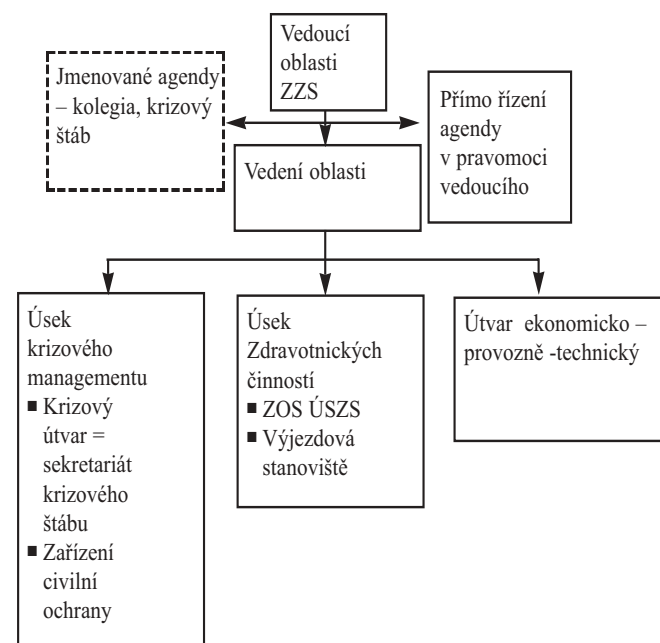 Vedoucí
oblasti
ZZS
Jmenované agendy
– kolegia, krizový
štáb
Přímo řízení
agendy
v pravomoci
vedoucího
Vedení oblasti
Úsek
krizového
managementu
■ Krizový
útvar =
sekretariát
krizového
štábu
■ Zařízení
civilní
ochrany
Úsek
Zdravotnických
činností
■ ZOS ÚSZS
■ Výjezdová
stanoviště
Útvar ekonomicko –
provozně -technický